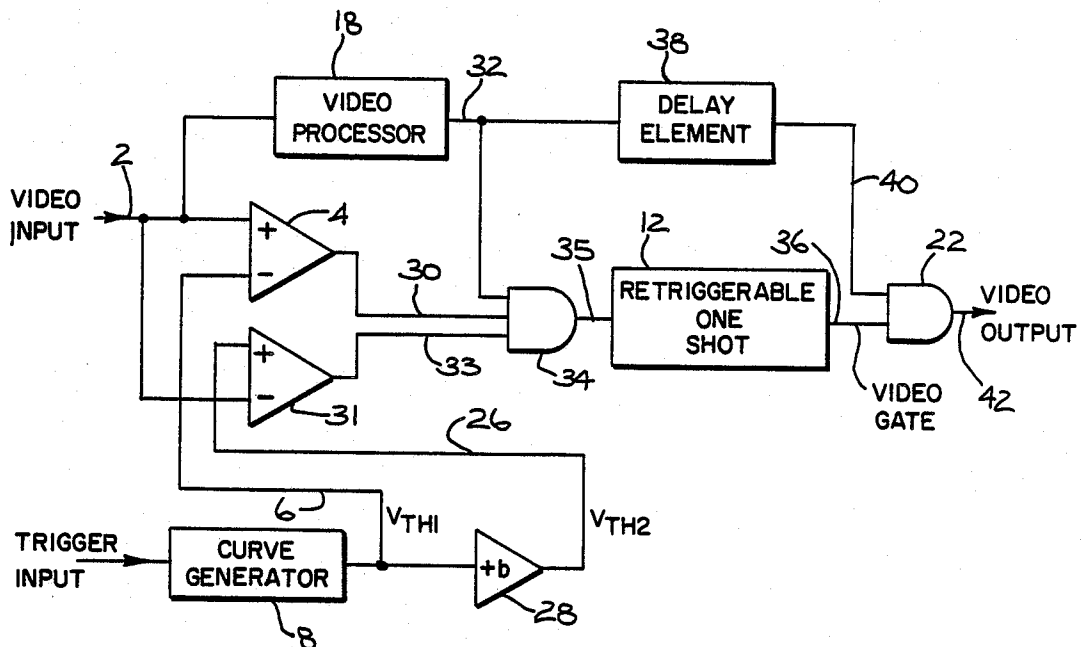 18
VIDEO
PROCESSOR
32
38
DELAY
ELEMENT
2
VIDEO
INPUT
+
-
4
40
12
RETRIGGERABLE
ONE
SHOT
30
35
36
22
VIDEO
OUTPUT
+
-
31
33
34
VIDEO
GATE
42
26
6
VTH1
VTH2
TRIGGER
INPUT
CURVE
GENERATOR
+b
28
8